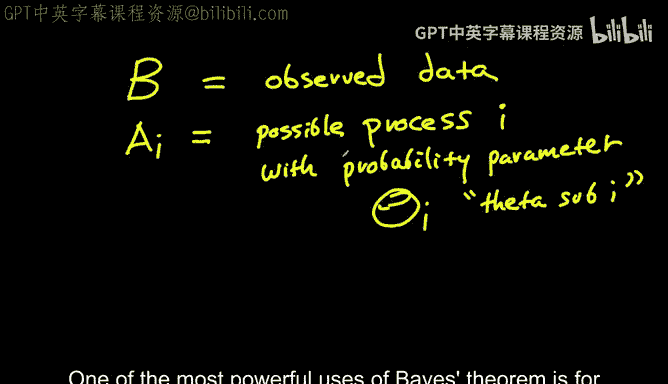 GPT中英字幕课程资源@bilibili.com
GPT中英字幕课程资源 bilibili
B = observed data
Ai = possible process i
with probability parameter
Θi "theta sub i"
One of the most powerful uses of Bayes' theorem is for